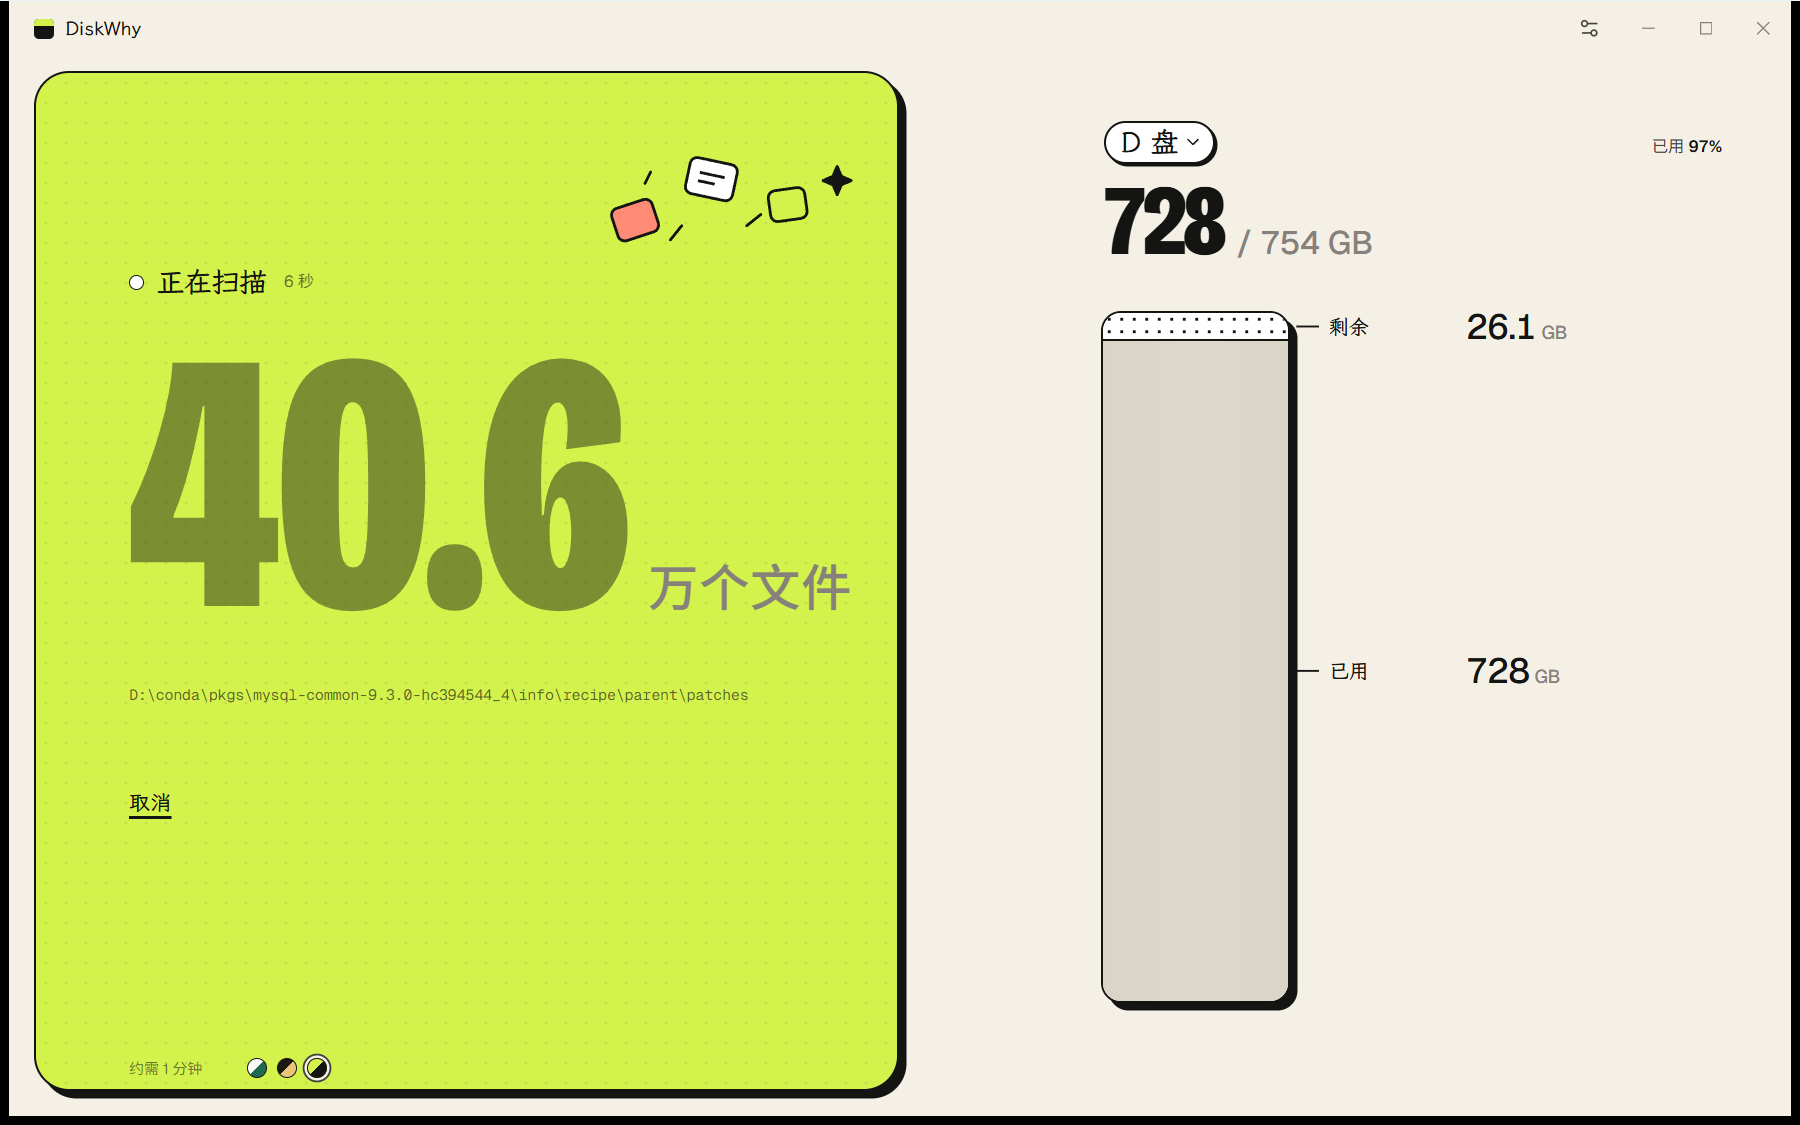 DiskWhy
正在扫描 6 秒
40.6 万个文件
D:\conda\pkgs\mysql-common-9.3.0-hc394544_4\info\recipe\parent\patches
取消
约需 1 分钟
D 盘
已用 97%
728 / 754 GB
剩余 26.1 GB
已用 728 GB